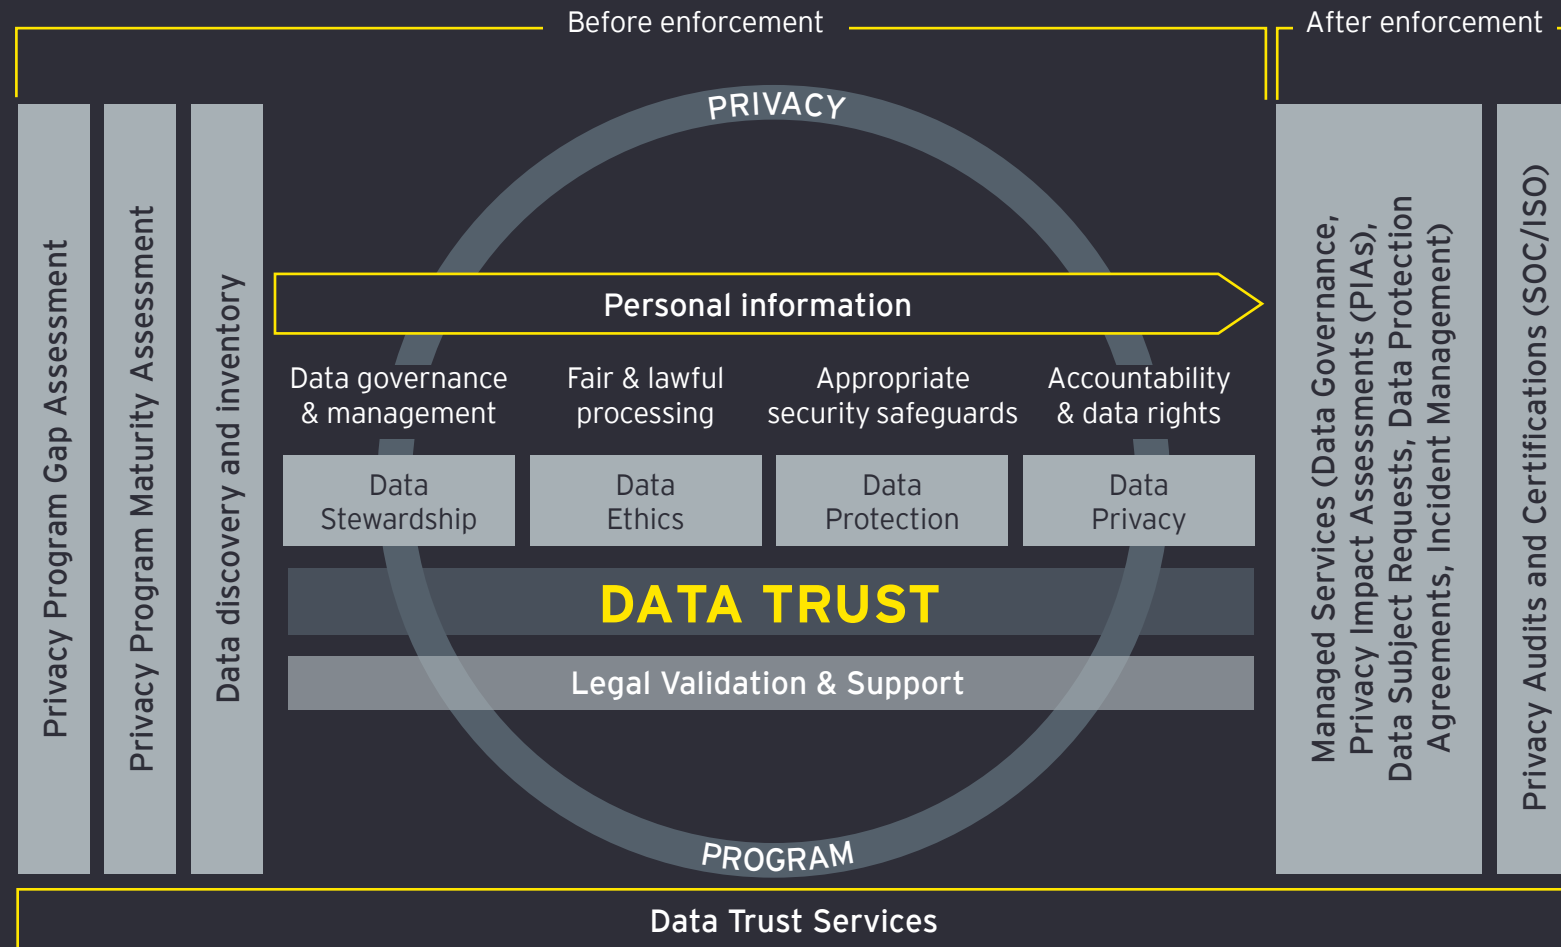 Before enforcement
After enforcement
Privacy Program Gap Assessment
Privacy Program Maturity Assessment
Data discovery and inventory
PRIVACY
Personal information
Data governance
& management
Fair & lawful
processing
Appropriate
security safeguards
Accountability
& data rights
Data
Stewardship
Data
Ethics
Data
Protection
Data
Privacy
DATA TRUST
Legal Validation & Support
PROGRAM
Managed Services (Data Governance,
Privacy Impact Assessments (PIAs),
Data Subject Requests, Data Protection
Agreements, Incident Management)
Privacy Audits and Certifications (SOC/ISO)
Data Trust Services